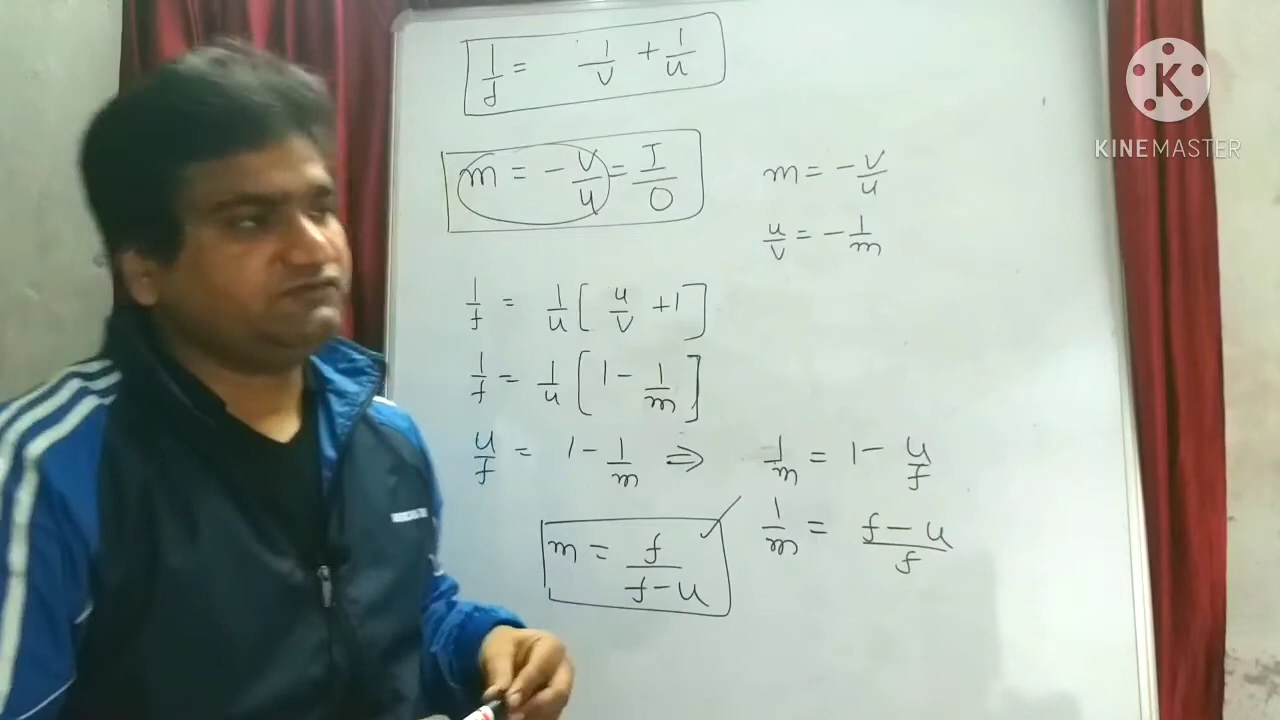 1/f = 1/v + 1/u
m = - v/u = I/O
m = - v/u
u/v = - 1/m
1/f = 1/u [ u/v + 1 ]
1/f = 1/u [ 1 - 1/m ]
u/f = 1 - 1/m ⇒ 1/m = 1 - u/f
1/m = f - u / f
m = f / f - u
K
KINEMASTER